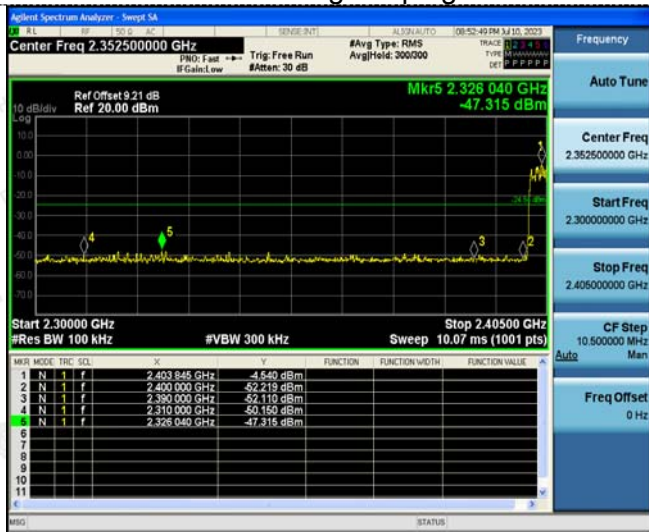 Agilent Spectrum Analyzer - Swept SA
RL RF 50 Ω AC SENSE:INT ALIGN AUTO 08:52:49 PM Jul 10, 2023
Center Freq 2.352500000 GHz
PNO: Fast
IFGain:Low
Trig: Free Run
#Atten: 30 dB
#Avg Type: RMS
Avg|Hold: 300/300
TRACE 1 2 3 4 5 6
TYPE
DET P P P P P P
Frequency
Mkr5 2.326 040 GHz
-47.315 dBm
Ref Offset 9.21 dB
Ref 20.00 dBm
10 dB/div
Log
10.0
0.00
-10.0
-20.0
-30.0
-40.0
-50.0
-60.0
-70.0
1
2
3
4
5
Start 2.30000 GHz
Stop 2.40500 GHz
#Res BW 100 kHz
#VBW 300 kHz
Sweep 10.07 ms (1001 pts)
MKR MODE TRC SCL X Y FUNCTION FUNCTION WIDTH FUNCTION VALUE
1 N 1 f 2.403 845 GHz -4.540 dBm
2 N 1 f 2.400 000 GHz -52.219 dBm
3 N 1 f 2.390 000 GHz -52.110 dBm
4 N 1 f 2.310 000 GHz -50.150 dBm
5 N 1 f 2.326 040 GHz -47.315 dBm
6
7
8
9
10
11
MSG
STATUS
Auto Tune
Center Freq
2.352500000 GHz
Start Freq
2.300000000 GHz
Stop Freq
2.405000000 GHz
CF Step
10.500000 MHz
Auto Man
Freq Offset
0 Hz